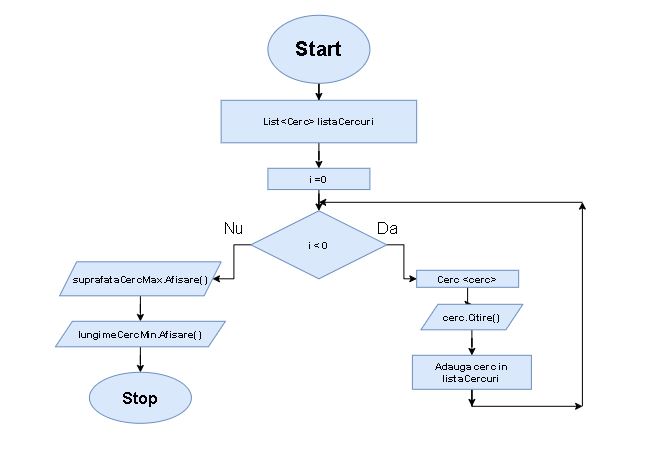 Start
List<Cerc> listaCercuri
i =0
Nu
Da
i < 0
suprafataCercMax.Afisare()
Cerc <cerc>
lungimeCercMin.Afisare()
cerc.Citire()
Adauga cerc in
listaCercuri
Stop